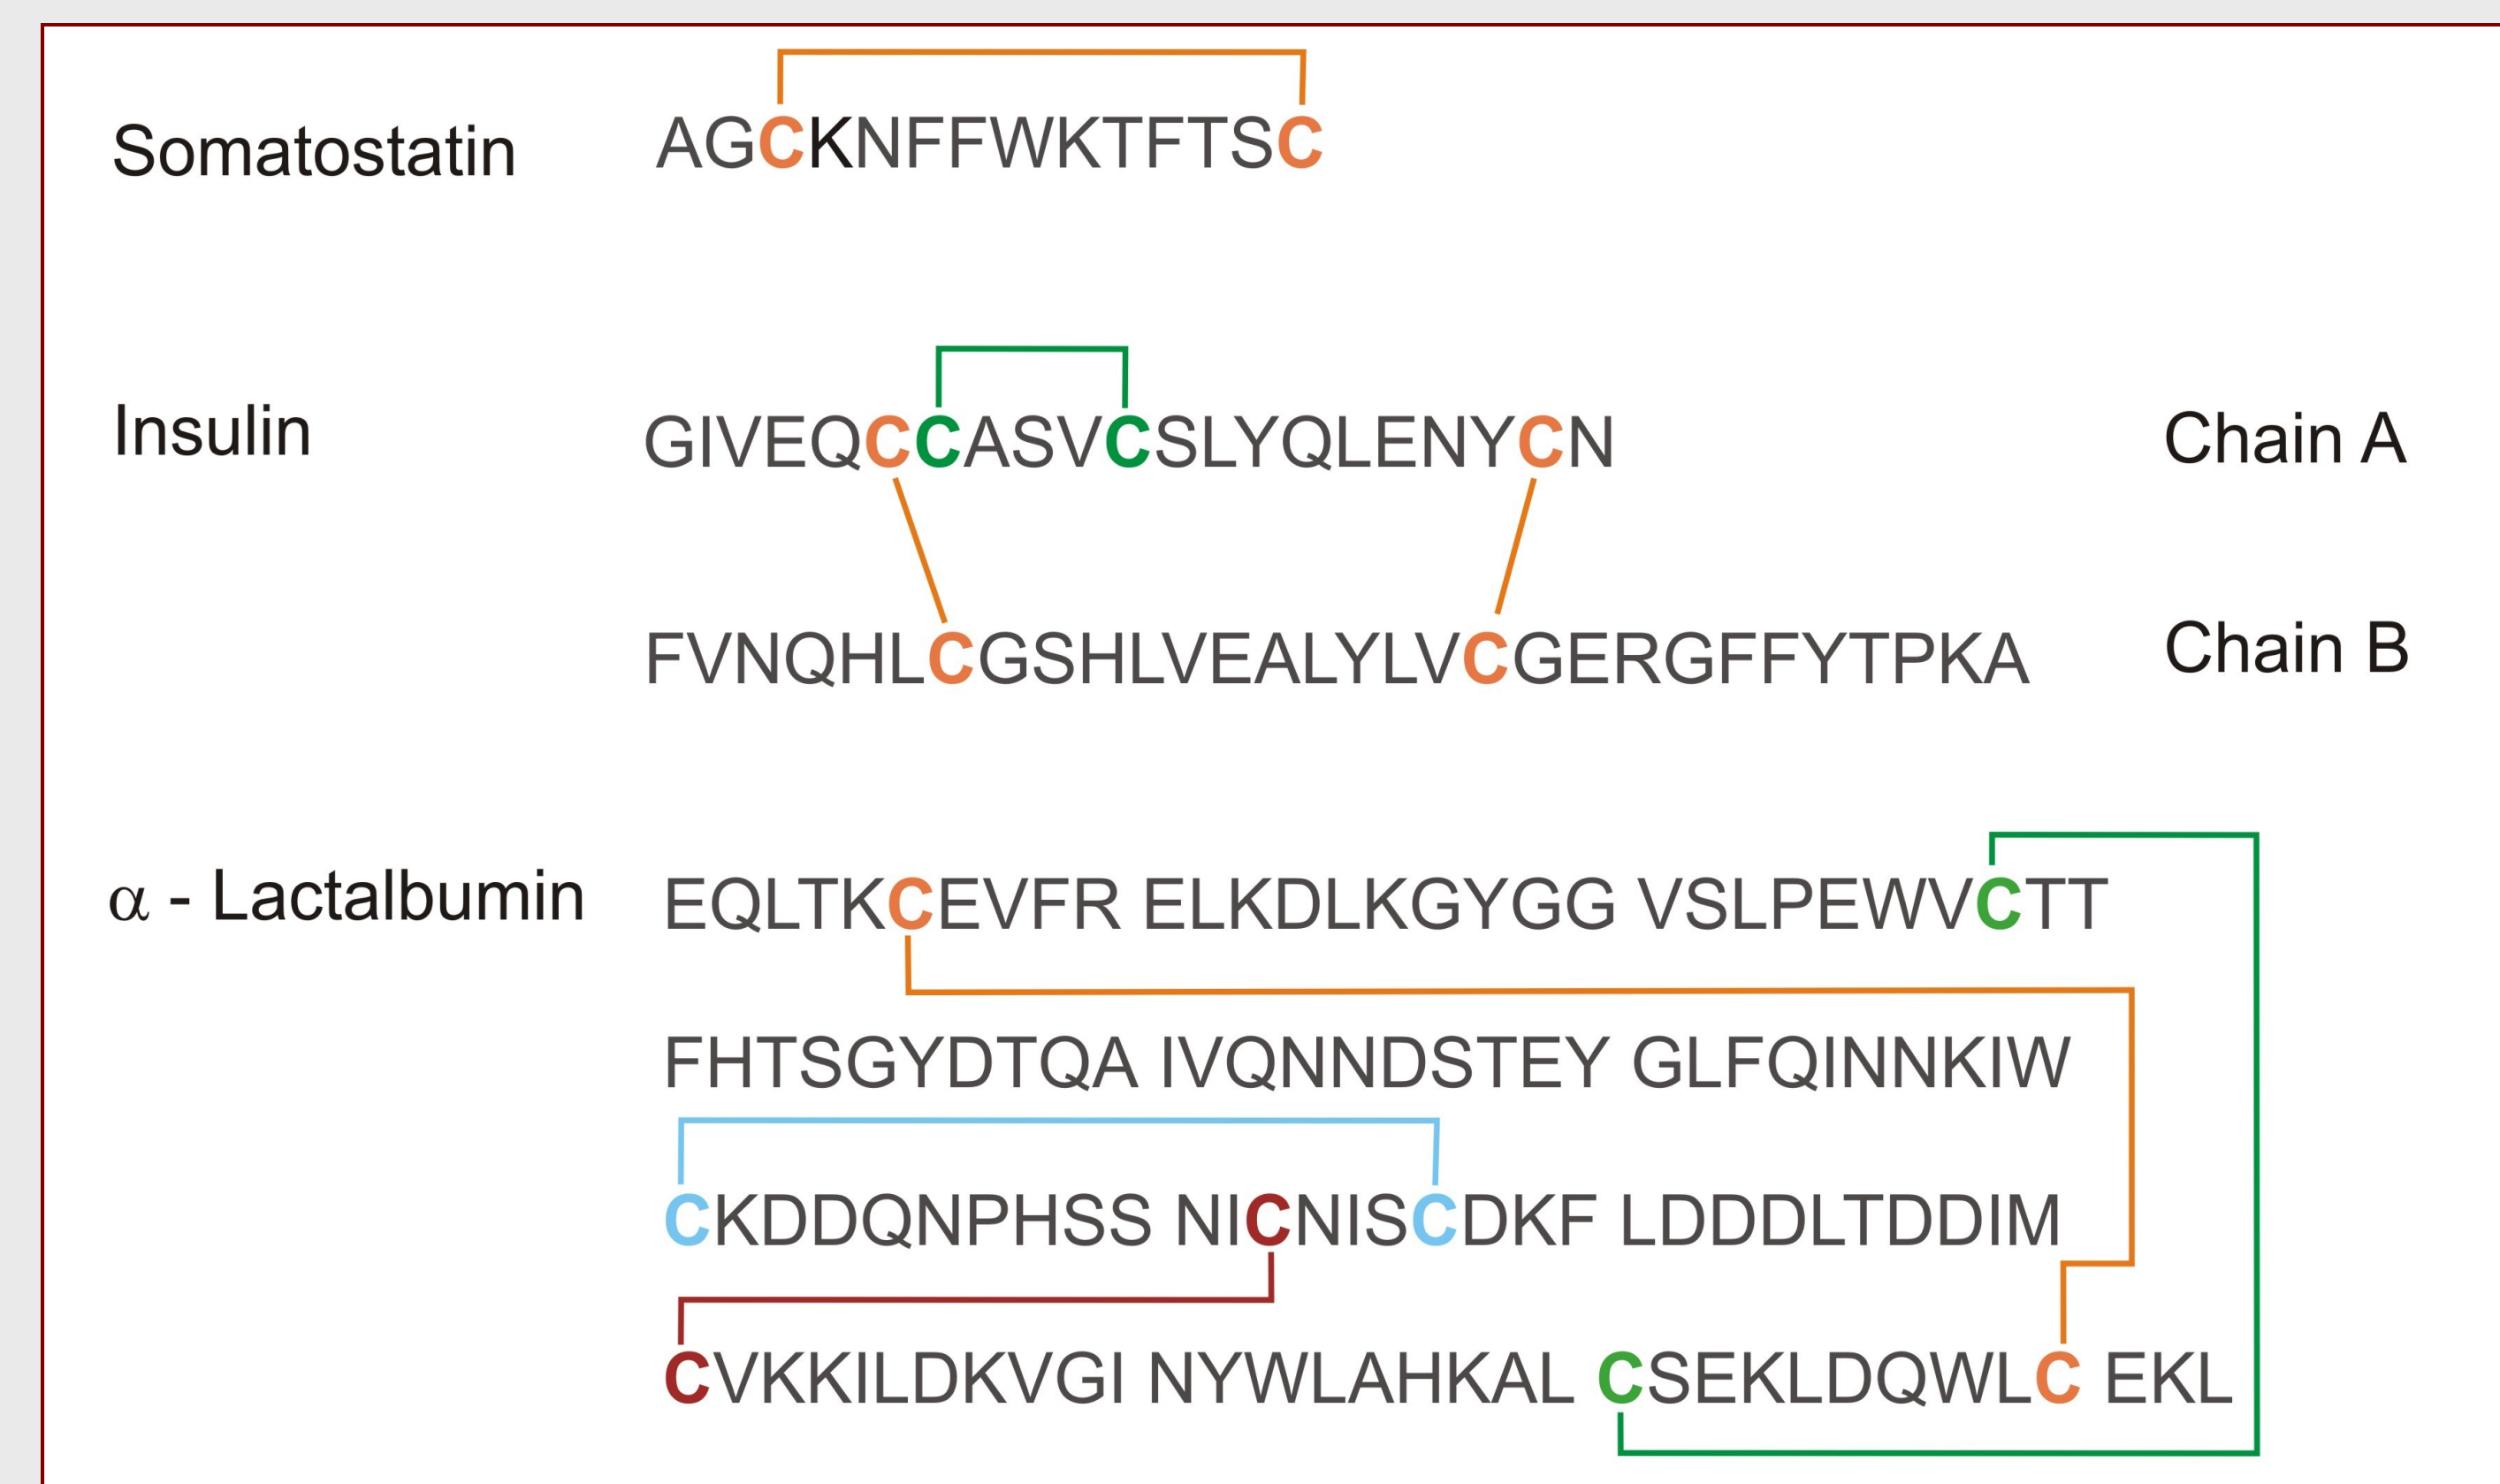 Somatostatin AGCKNFFWKTFTSC
Insulin GIVEQCCASVCSLYQLENYCN Chain A
FVNQHLCGSHLVEALYLVCGERGFFYTPKA Chain B
α - Lactalbumin EQLTKCEVFR ELKDLKGYGG VSLPEWVCTT
FHTSGYDTQA IVQNNDSTEY GLFQINNKIW
CKDDQNPHSS NICNISCDKF LDDDLTDDIM
CVKKILDKVGI NYWLAHKAL CSEKLDQWLC EKL